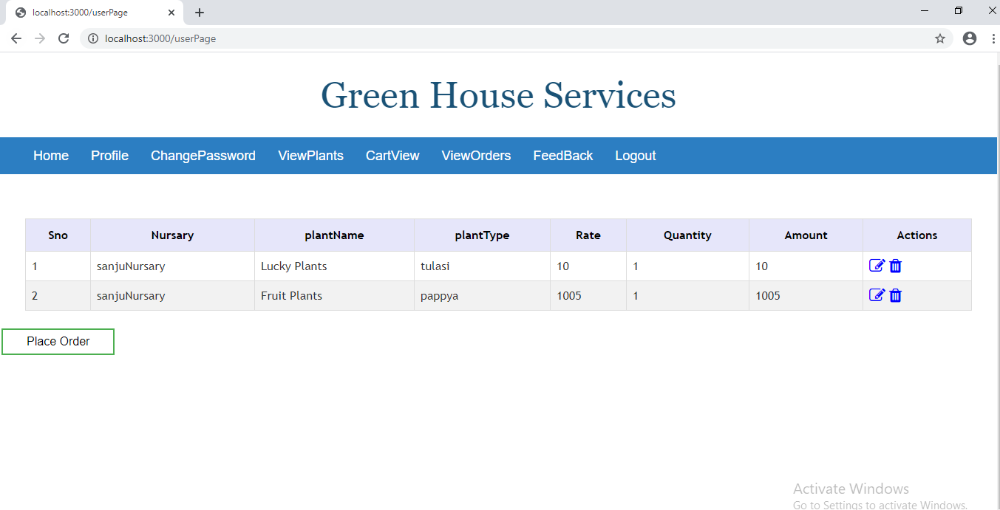 localhost:3000/userPage
localhost:3000/userPage
Green House Services
Home Profile ChangePassword ViewPlants CartView ViewOrders FeedBack Logout
Sno Nursary plantName plantType Rate Quantity Amount Actions
1 sanjuNursary Lucky Plants tulasi 10 1 10
2 sanjuNursary Fruit Plants pappya 1005 1 1005
Place Order
Activate Windows
Go to Settings to activate Windows.